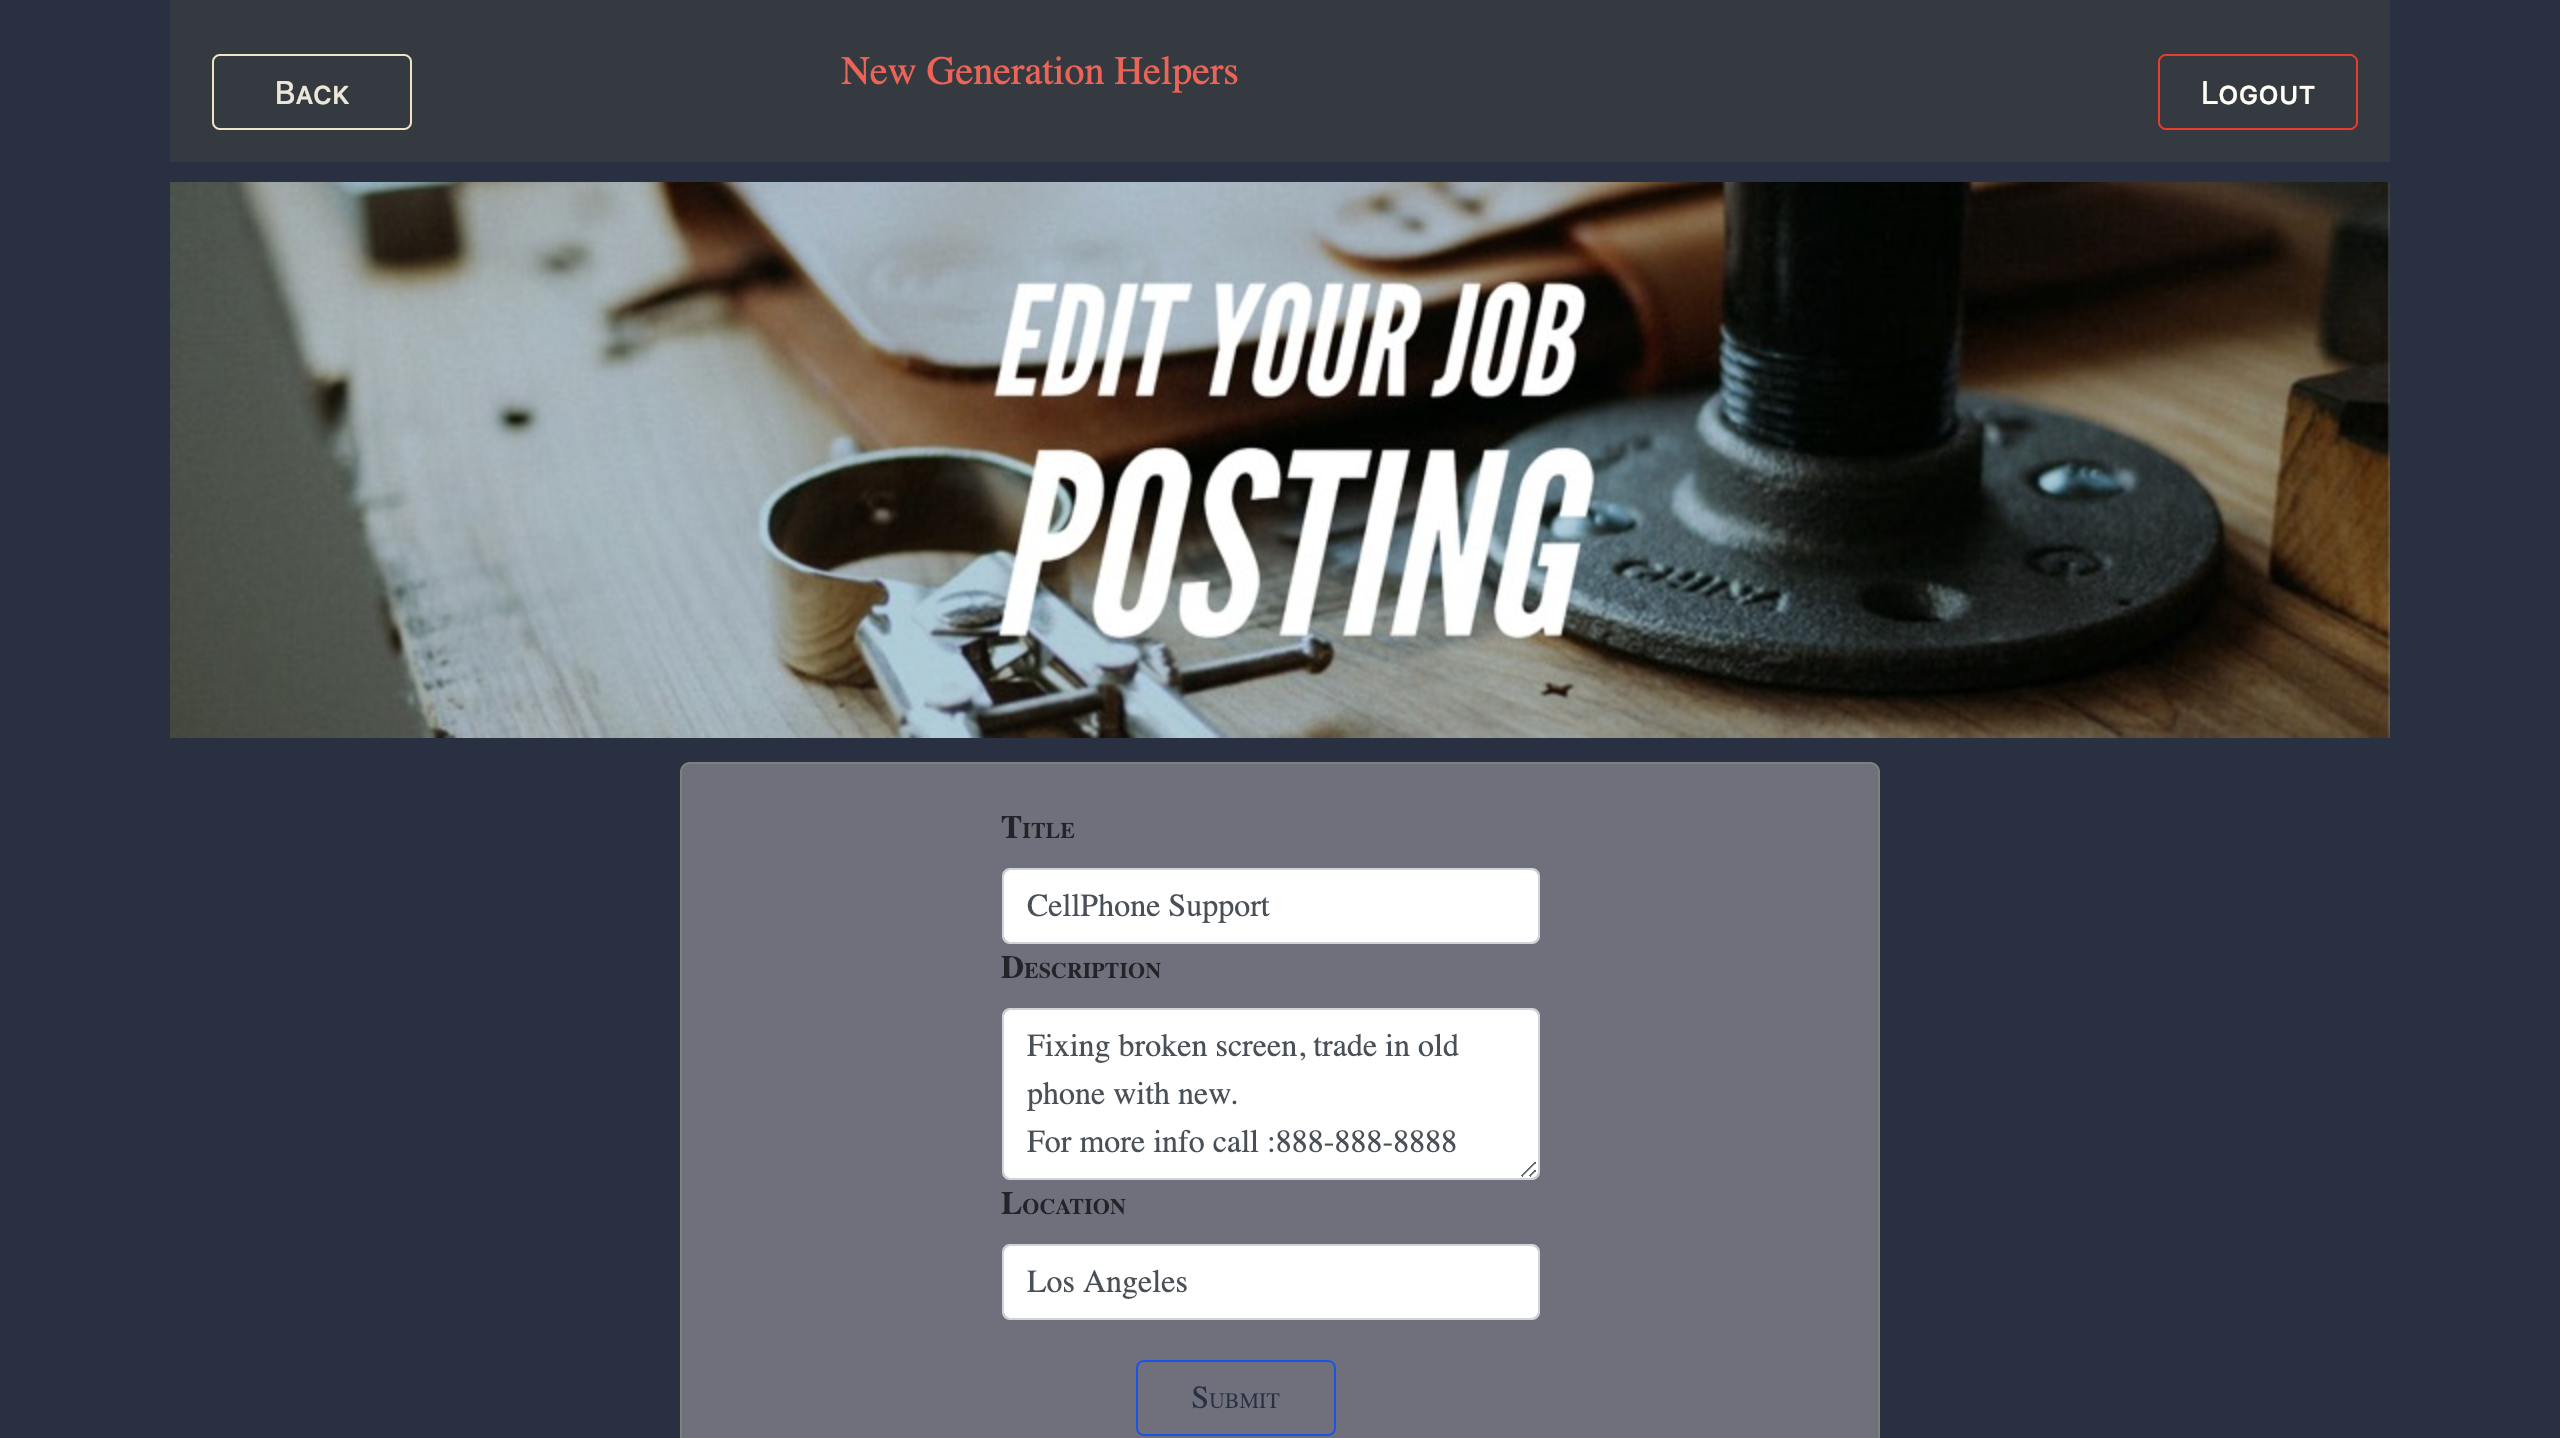 Back
New Generation Helpers
Logout
EDIT YOUR JOB
POSTING
CHINA
G
Title
CellPhone Support
Description
Fixing broken screen, trade in old
phone with new.
For more info call :888-888-8888
Location
Los Angeles
Submit